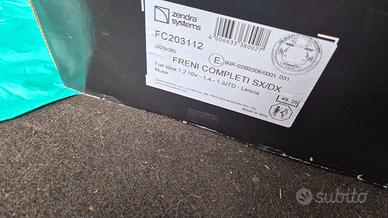 zendra
systems
FC203112
(203x38)
E 90R-02B0306/0001 031
FRENI COMPLETI SX/DX
Fiat Idea 1.2 16V - 1.4 - 1.3JTD - Lancia
Musa
subito